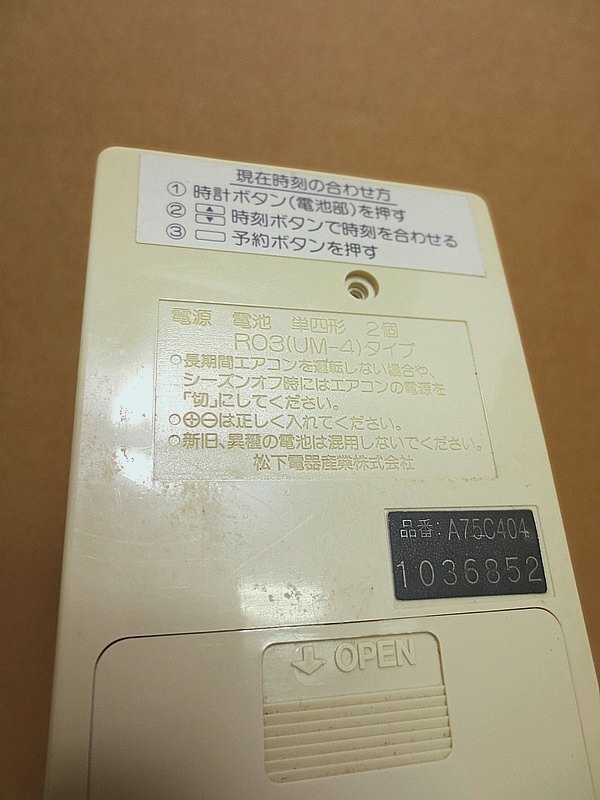 現在時刻の合わせ方
① 時計ボタン(電池部)を押す
② 時刻ボタンで時刻を合わせる
③ 予約ボタンを押す
電源 電池 単四形 2個
R03(UM-4)タイプ
○長期間エアコンを運転しない場合や、
シーズンオフ時にはエアコンの電源を
「切」にしてください。
○⊕⊖は正しく入れてください。
○新旧、異種の電池は混用しないでください。
松下電器産業株式会社
品番: A75C404
1036852
OPEN